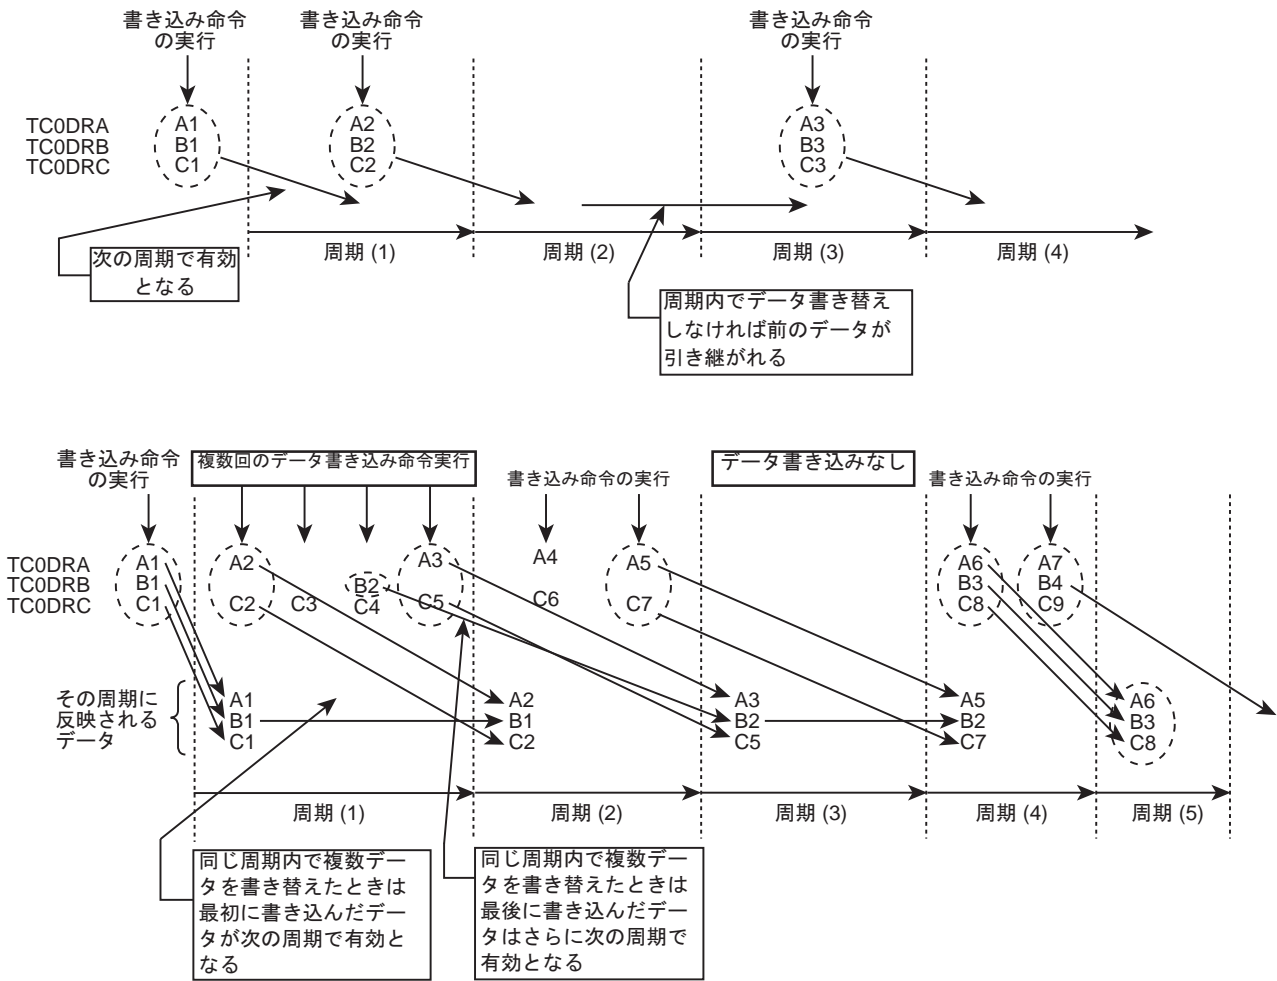 書き込み命令
の実行
書き込み命令
の実行
書き込み命令
の実行
TC0DRA
TC0DRB
TC0DRC
A1
B1
C1
A2
B2
C2
A3
B3
C3
周期 (1)
周期 (2)
周期 (3)
周期 (4)
次の周期で有効
となる
周期内でデータ書き替え
しなければ前のデータが
引き継がれる
書き込み命令
の実行
複数回のデータ書き込み命令実行
書き込み命令の実行
データ書き込みなし
書き込み命令の実行
TC0DRA
TC0DRB
TC0DRC
A1
B1
C1
A2
C2
C3
B2
C4
A3
C5
A4
C6
A5
C7
A6
B3
C8
A7
B4
C9
その周期に
反映される
データ
A1
B1
C1
A2
B1
C2
A3
B2
C5
A5
B2
C7
A6
B3
C8
周期 (1)
周期 (2)
周期 (3)
周期 (4)
周期 (5)
同じ周期内で複数デー
タを書き替えたときは
最初に書き込んだデー
タが次の周期で有効と
なる
同じ周期内で複数デー
タを書き替えたときは
最後に書き込んだデー
タはさらに次の周期で
有効となる